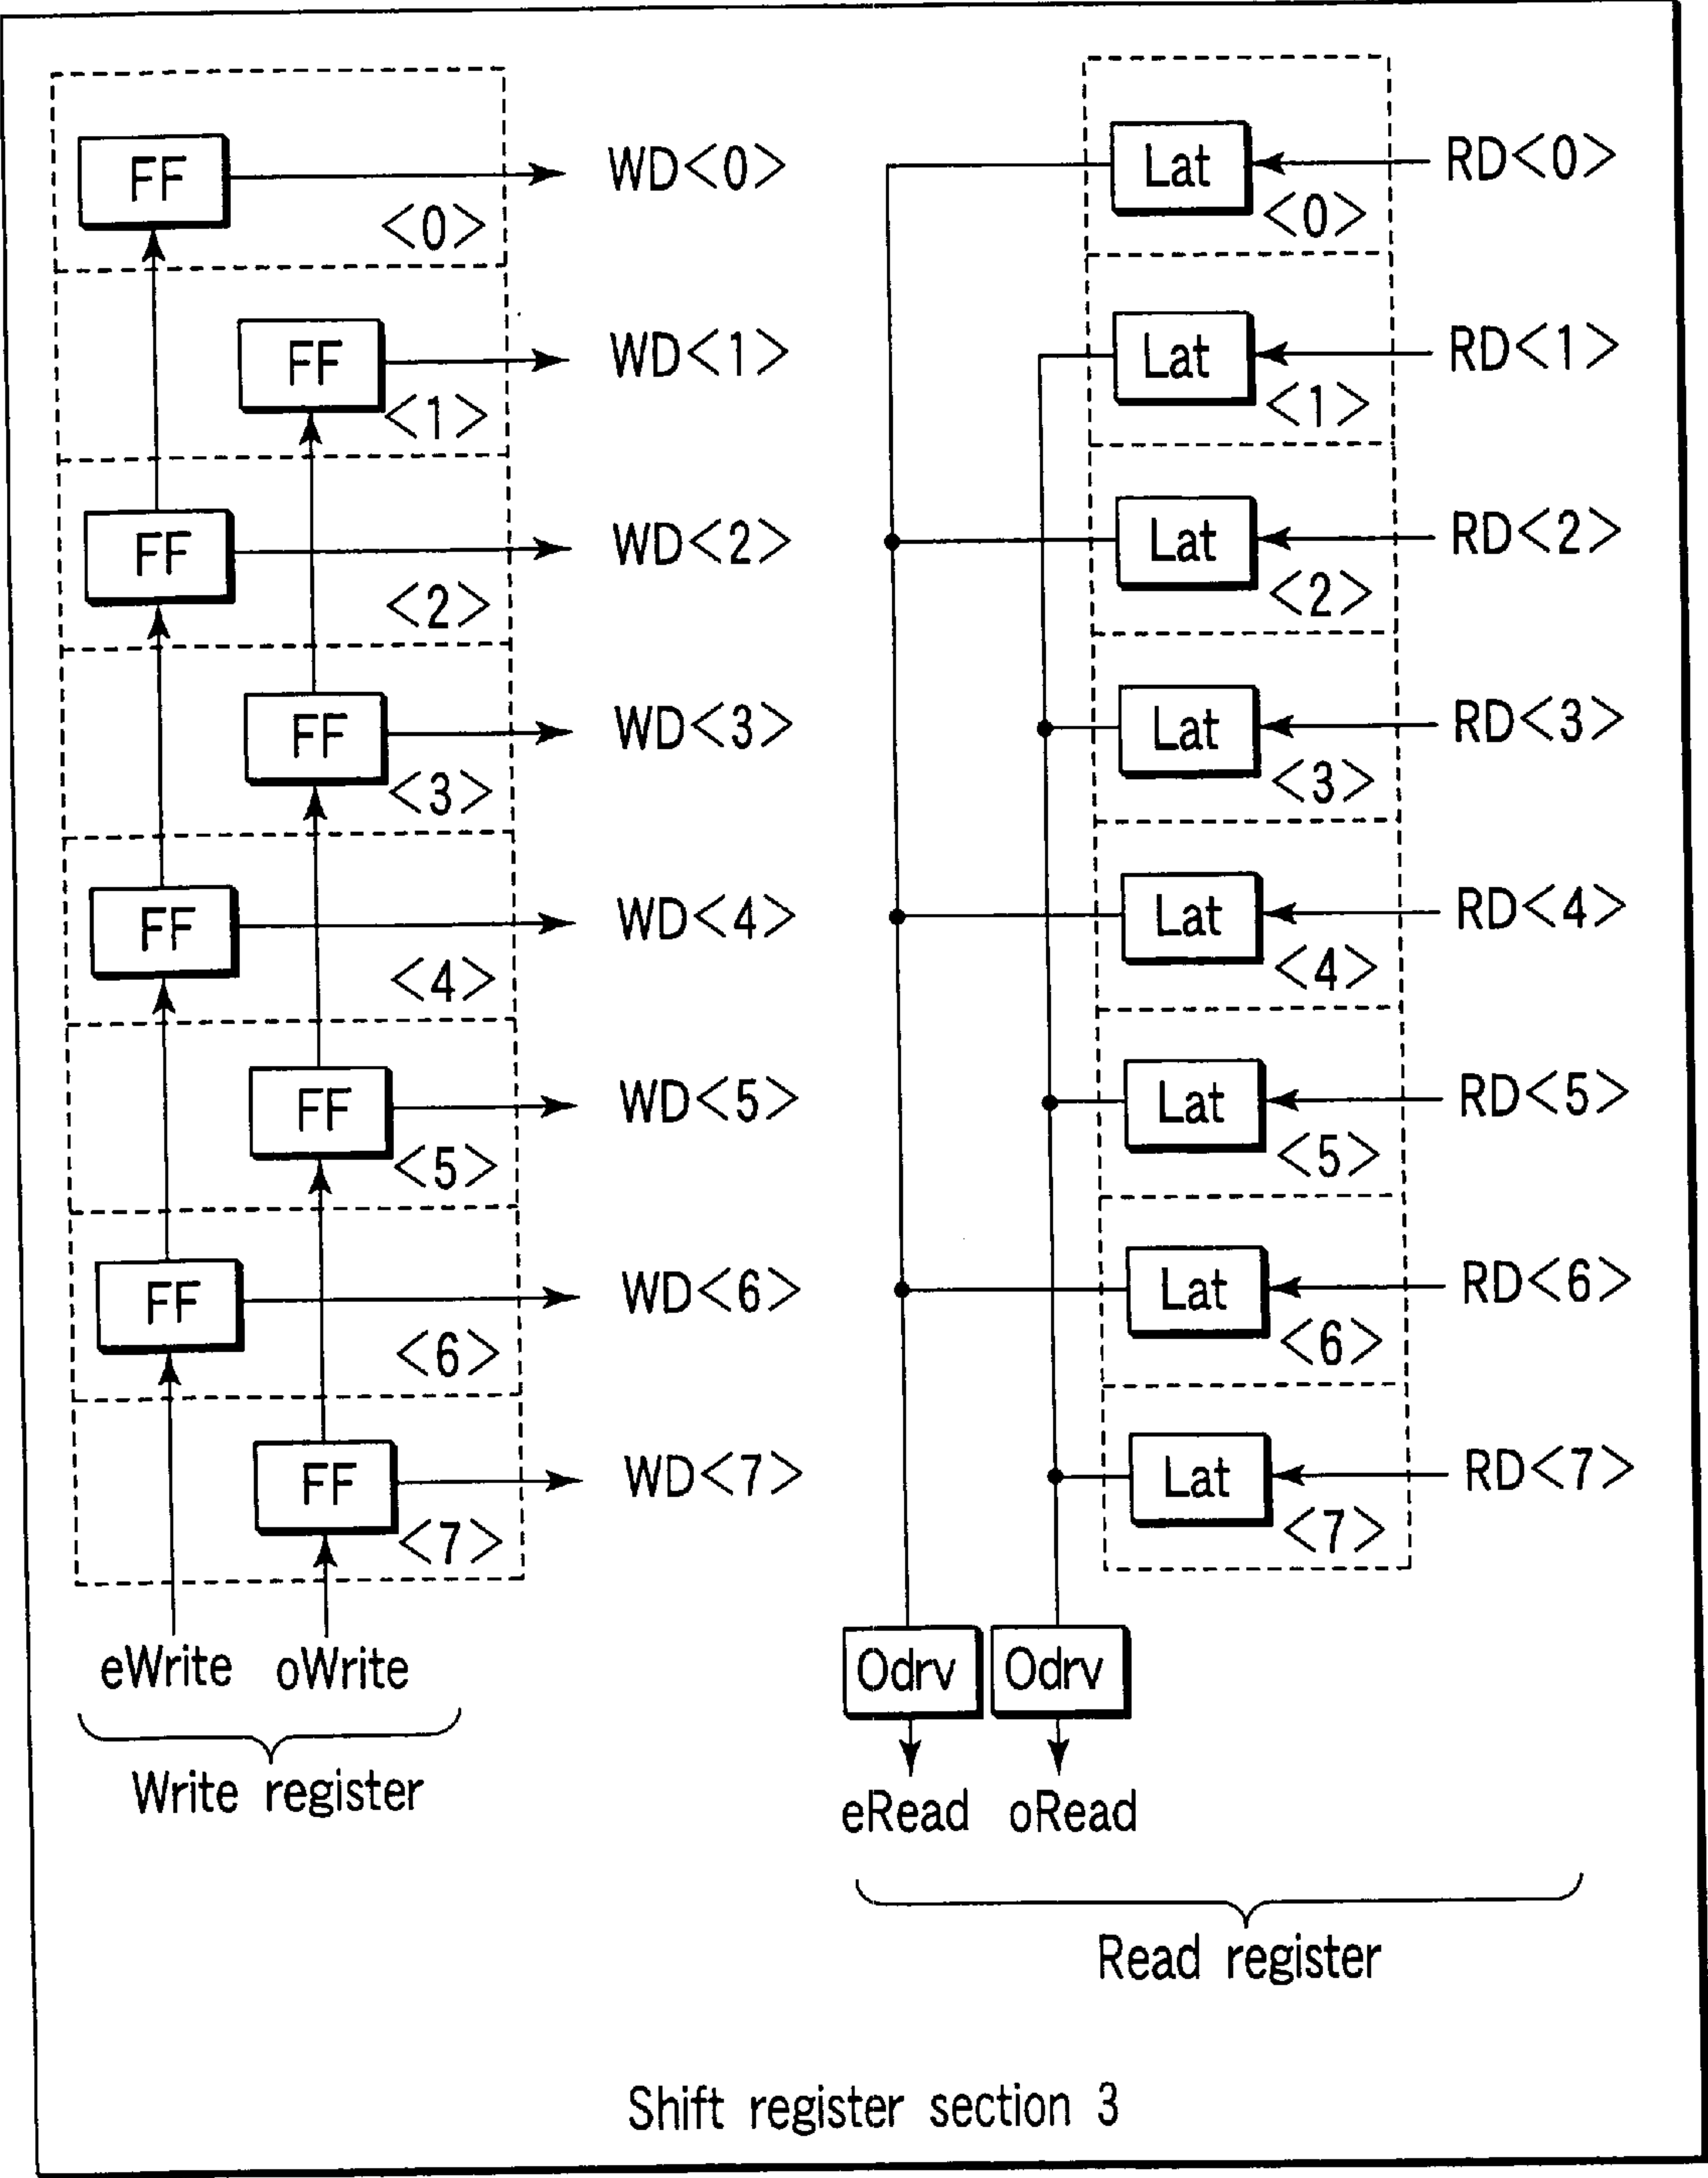 FF WD<0> Lat RD<0>
<0> <0>
FF WD<1> Lat RD<1>
<1> <1>
FF WD<2> Lat RD<2>
<2> <2>
FF WD<3> Lat RD<3>
<3> <3>
FF WD<4> Lat RD<4>
<4> <4>
FF WD<5> Lat RD<5>
<5> <5>
FF WD<6> Lat RD<6>
<6> <6>
FF WD<7> Lat RD<7>
<7> <7>
eWrite oWrite Odrv Odrv
Write register
eRead oRead
Read register
Shift register section 3